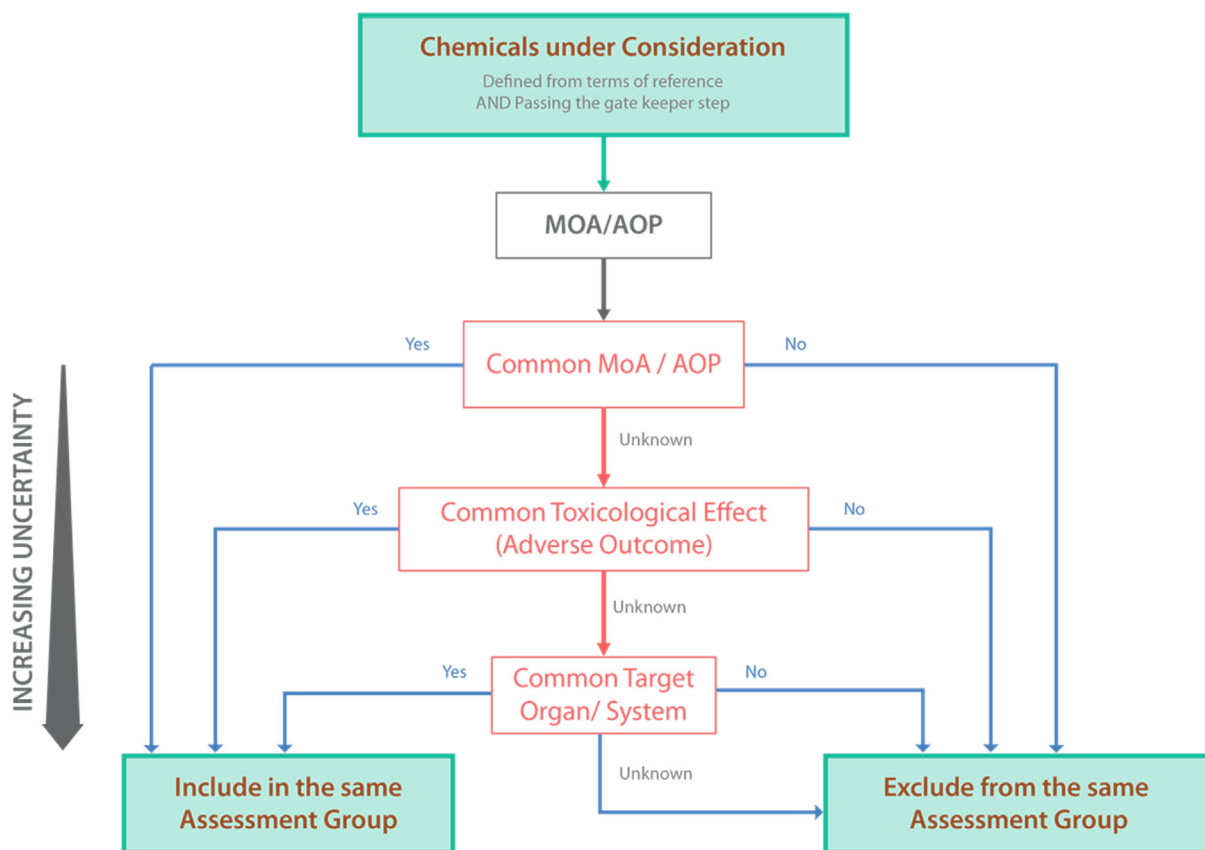 Chemicals under Consideration
Defined from terms of reference
AND Passing the gate keeper step
MOA/AOP
Yes
No
Common MoA / AOP
Unknown
INCREASING UNCERTAINTY
Yes
No
Common Toxicological Effect
(Adverse Outcome)
Unknown
Yes
No
Common Target
Organ/ System
Unknown
Include in the same
Assessment Group
Exclude from the same
Assessment Group